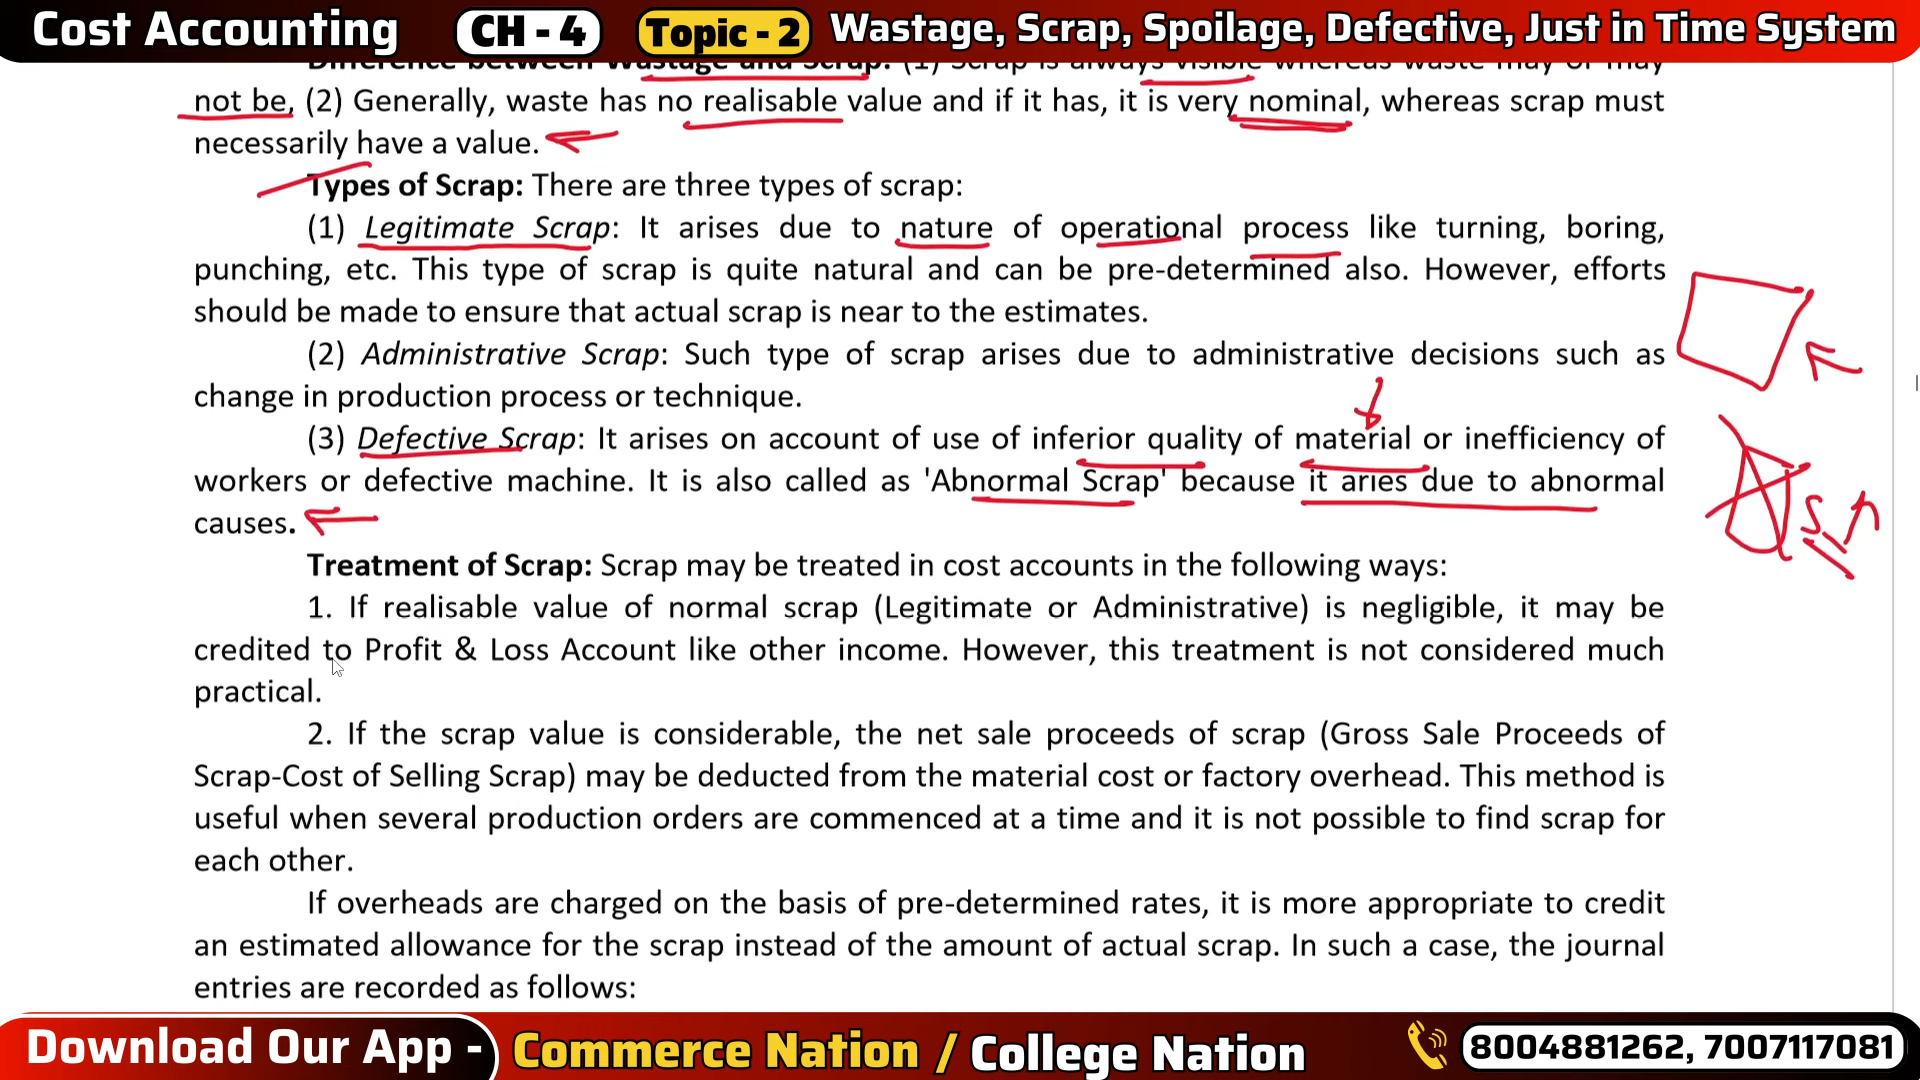 Cost Accounting CH - 4 Topic - 2 Wastage, Scrap, Spoilage, Defective, Just in Time System
Difference between Wastage and Scrap: (1) Scrap is always visible whereas waste may or may
not be, (2) Generally, waste has no realisable value and if it has, it is very nominal, whereas scrap must
necessarily have a value.
Types of Scrap: There are three types of scrap:
(1) Legitimate Scrap: It arises due to nature of operational process like turning, boring,
punching, etc. This type of scrap is quite natural and can be pre-determined also. However, efforts
should be made to ensure that actual scrap is near to the estimates.
(2) Administrative Scrap: Such type of scrap arises due to administrative decisions such as
change in production process or technique.
(3) Defective Scrap: It arises on account of use of inferior quality of material or inefficiency of
workers or defective machine. It is also called as 'Abnormal Scrap' because it aries due to abnormal
causes.
Treatment of Scrap: Scrap may be treated in cost accounts in the following ways:
1. If realisable value of normal scrap (Legitimate or Administrative) is negligible, it may be
credited to Profit & Loss Account like other income. However, this treatment is not considered much
practical.
2. If the scrap value is considerable, the net sale proceeds of scrap (Gross Sale Proceeds of
Scrap-Cost of Selling Scrap) may be deducted from the material cost or factory overhead. This method is
useful when several production orders are commenced at a time and it is not possible to find scrap for
each other.
If overheads are charged on the basis of pre-determined rates, it is more appropriate to credit
an estimated allowance for the scrap instead of the amount of actual scrap. In such a case, the journal
entries are recorded as follows:
Download Our App - Commerce Nation / College Nation 8004881262, 7007117081